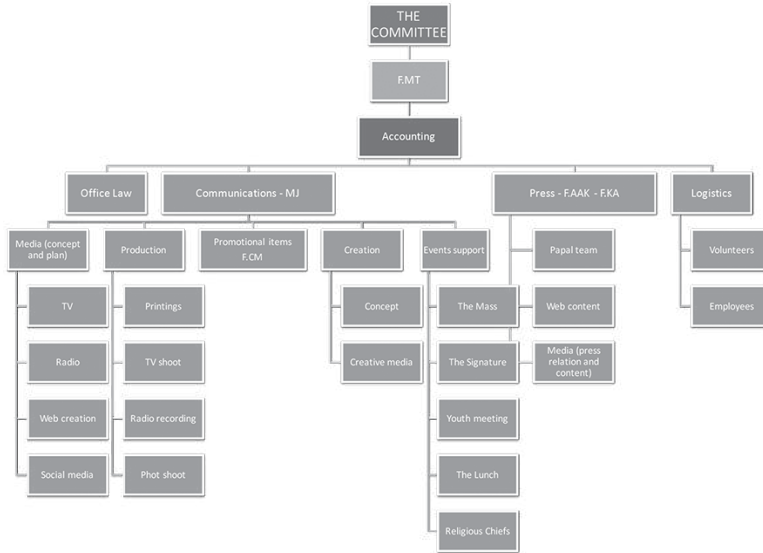 THE
COMMITTEE
F.MT
Accounting
Office Law
Communications - MJ
Press - F.AAK - F.KA
Logistics
Media (concept
and plan)
Production
Promotional items
F.CM
Creation
Events support
Papal team
Volunteers
TV
Printings
Concept
The Mass
Web content
Employees
Radio
TV shoot
Creative media
The Signature
Media (press
relation and
content)
Web creation
Radio recording
Youth meeting
Social media
Phot shoot
The Lunch
Religious Chiefs